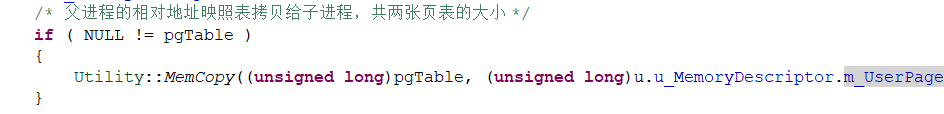 /* 父进程的相对地址映照表拷贝给子进程，共两张页表的大小 */
if ( NULL != pgTable )
{
Utility::MemCopy((unsigned long)pgTable, (unsigned long)u.u_MemoryDescriptor.m_UserPage
}